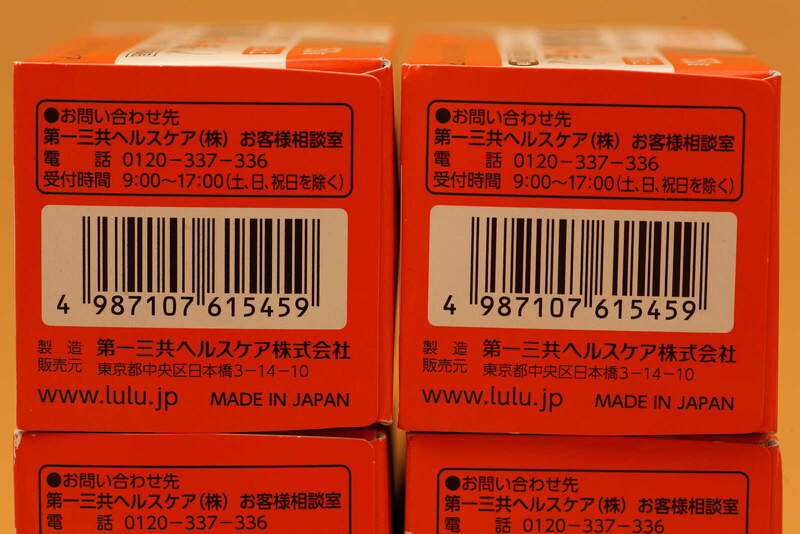 ●お問い合わせ先
第一三共ヘルスケア(株) お客様相談室
電 話 0120-337-336
受付時間 9:00〜17:00(土、日、祝日を除く)
4 987107 615459
製造販売元 第一三共ヘルスケア株式会社
東京都中央区日本橋3-14-10
www.lulu.jp MADE IN JAPAN
●お問い合わせ先
第一三共ヘルスケア(株) お客様相談室
電 話 0120-337-336
受付時間 9:00〜17:00(土、日、祝日を除く)
4 987107 615459
製造販売元 第一三共ヘルスケア株式会社
東京都中央区日本橋3-14-10
www.lulu.jp MADE IN JAPAN
●お問い合わせ先
第一三共ヘルスケア(株) お客様相談室
電 話 0120-337-336
●お問い合わせ先
第一三共ヘルスケア(株) お客様相談室
電 話 0120-337-336